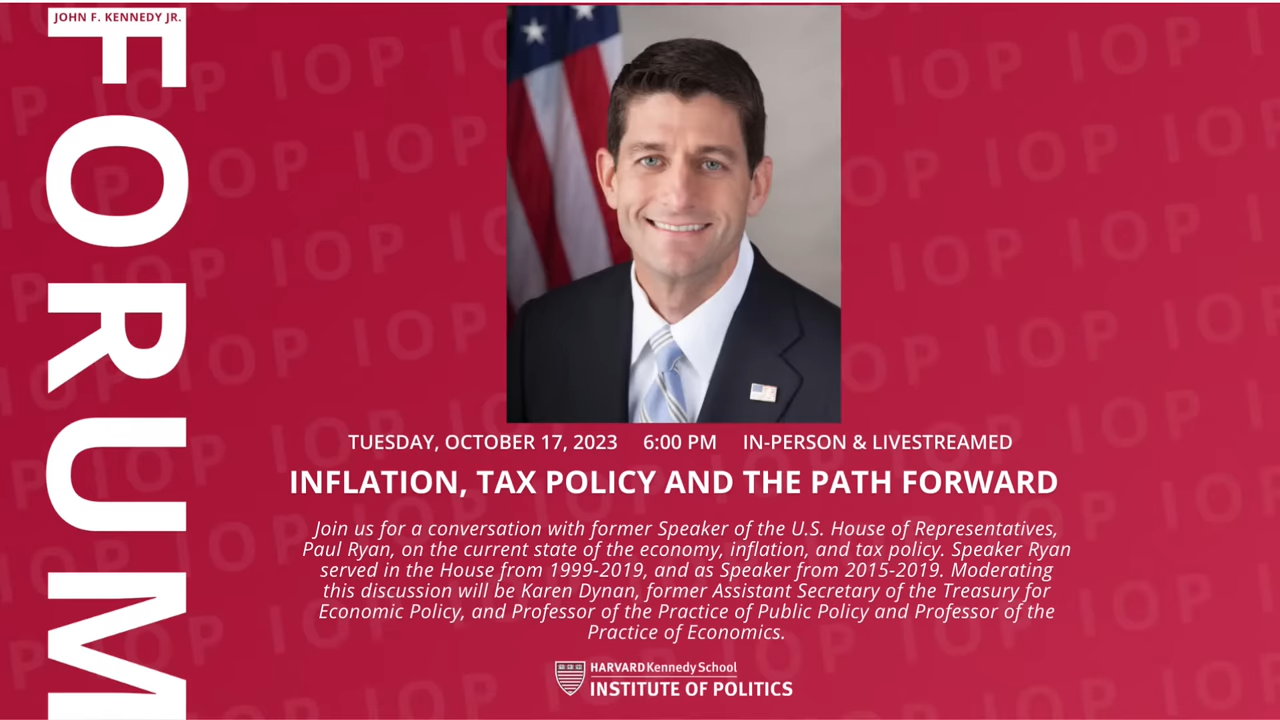 JOHN F. KENNEDY JR.
FORUM
TUESDAY, OCTOBER 17, 2023 6:00 PM IN-PERSON & LIVESTREAMED
INFLATION, TAX POLICY AND THE PATH FORWARD
Join us for a conversation with former Speaker of the U.S. House of Representatives,
Paul Ryan, on the current state of the economy, inflation, and tax policy. Speaker Ryan
served in the House from 1999-2019, and as Speaker from 2015-2019. Moderating
this discussion will be Karen Dynan, former Assistant Secretary of the Treasury for
Economic Policy, and Professor of the Practice of Public Policy and Professor of the
Practice of Economics.
HARVARD Kennedy School
INSTITUTE OF POLITICS